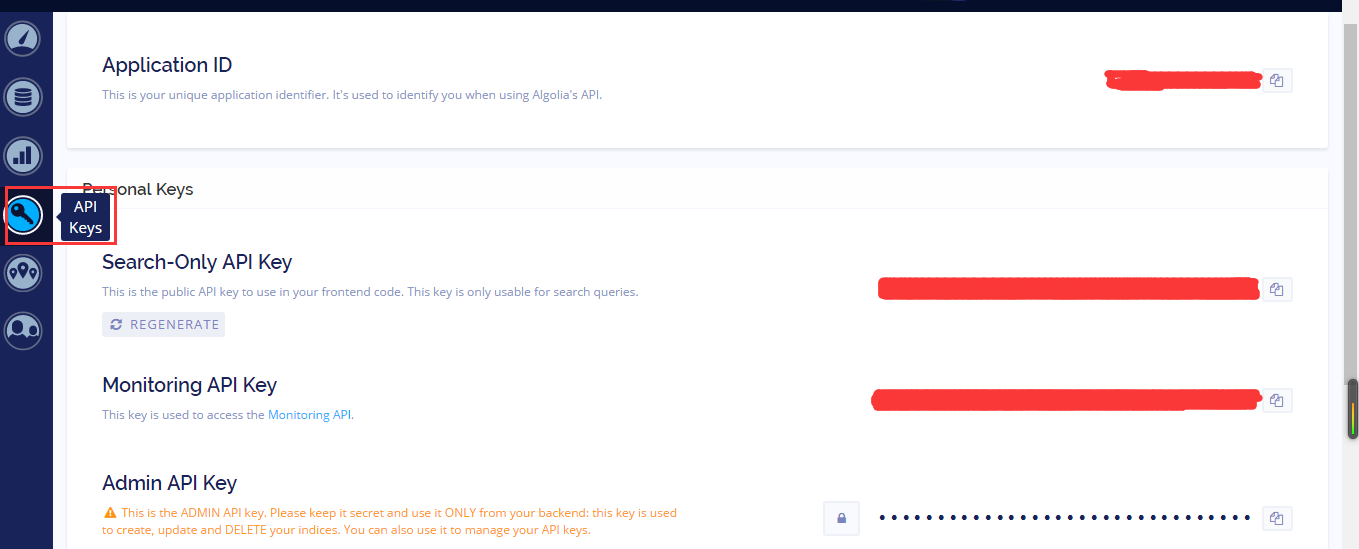 Application ID
This is your unique application identifier. It's used to identify you when using Algolia's API.
Personal Keys
API
Keys
Search-Only API Key
This is the public API key to use in your frontend code. This key is only usable for search queries.
REGENERATE
Monitoring API Key
This key is used to access the Monitoring API.
Admin API Key
This is the ADMIN API key. Please keep it secret and use it ONLY from your backend: this key is used
to create, update and DELETE your indices. You can also use it to manage your API keys.